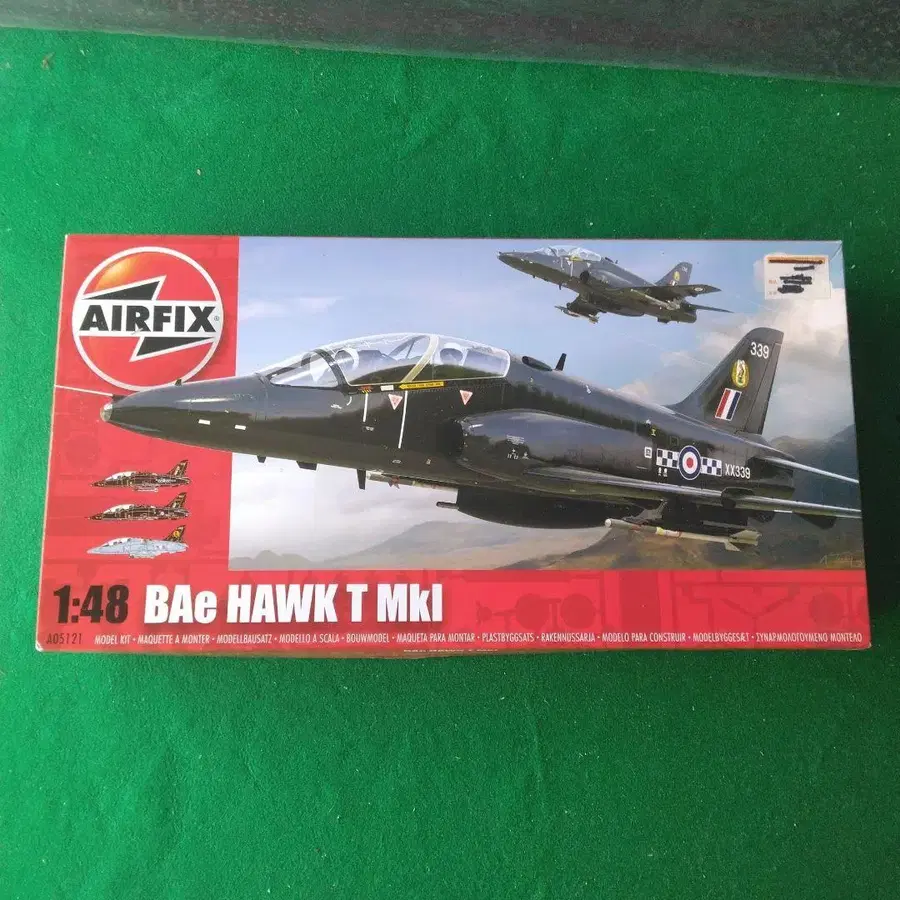 AIRFIX®
339
XX339
1:48 BAe HAWK T MkI
A05121 MODEL KIT • MAQUETTE A MONTER • MODELLBAUSATZ • MODELLO A SCALA • BOUWMODEL • MAQUETA PARA MONTAR • PLASTBYGGSATS • RAKENNUSSARJA • MODELO PARA CONSTRUIR • MODELBYGGESÆT • ΣΥΝΑΡΜΟΛΟΓΟΥΜΕΝΟ ΜΟΝΤΕΛΟ